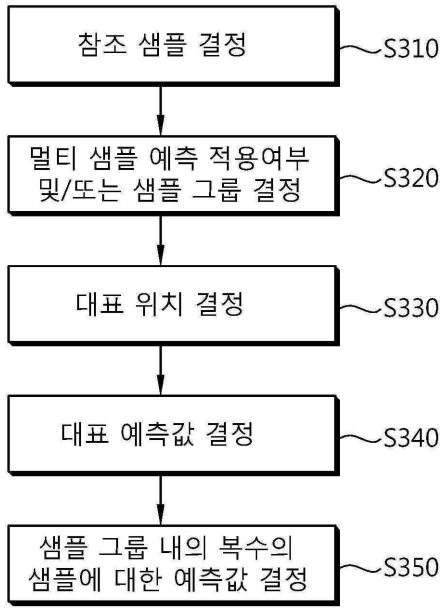 참조 샘플 결정
S310
멀티 샘플 예측 적용여부
및/또는 샘플 그룹 결정
S320
대표 위치 결정
S330
대표 예측값 결정
S340
샘플 그룹 내의 복수의
샘플에 대한 예측값 결정
S350